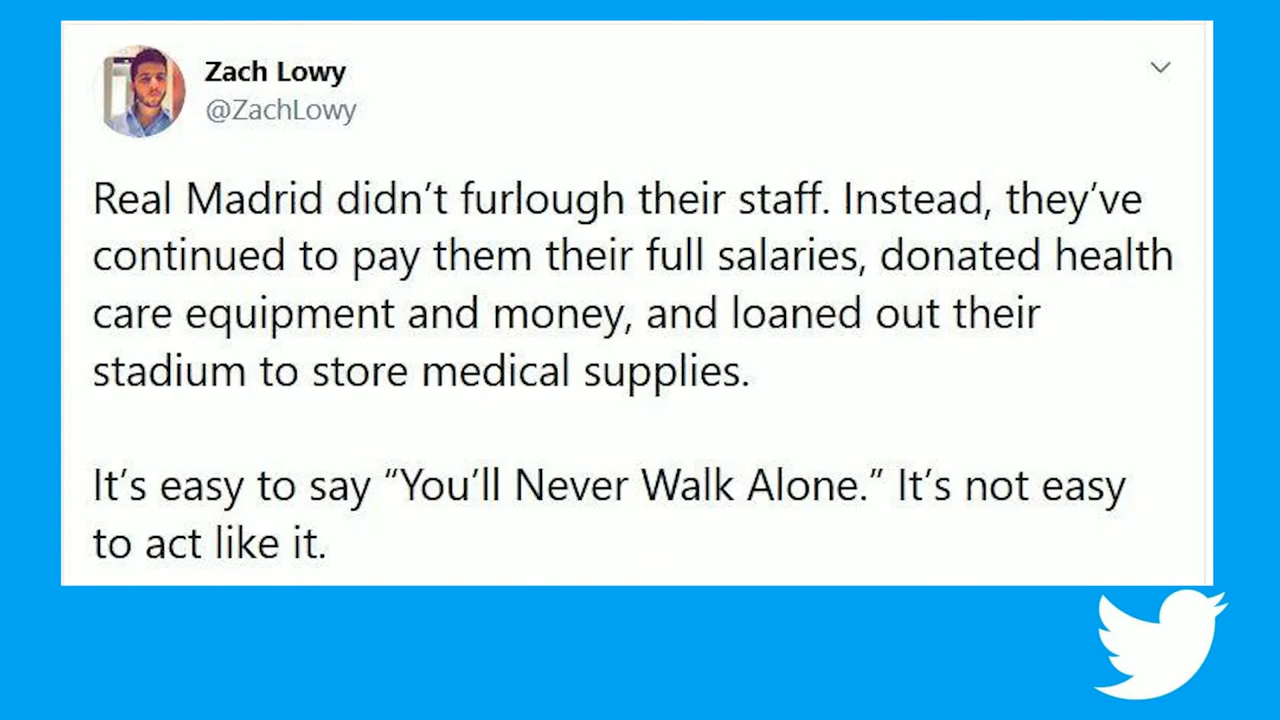 Zach Lowy
@ZachLowy
Real Madrid didn’t furlough their staff. Instead, they’ve
continued to pay them their full salaries, donated health
care equipment and money, and loaned out their
stadium to store medical supplies.
It’s easy to say “You’ll Never Walk Alone.” It’s not easy
to act like it.